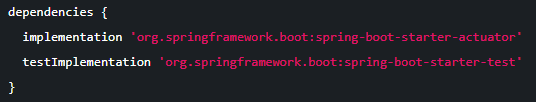 dependencies {
  implementation 'org.springframework.boot:spring-boot-starter-actuator'
  testImplementation 'org.springframework.boot:spring-boot-starter-test'
}